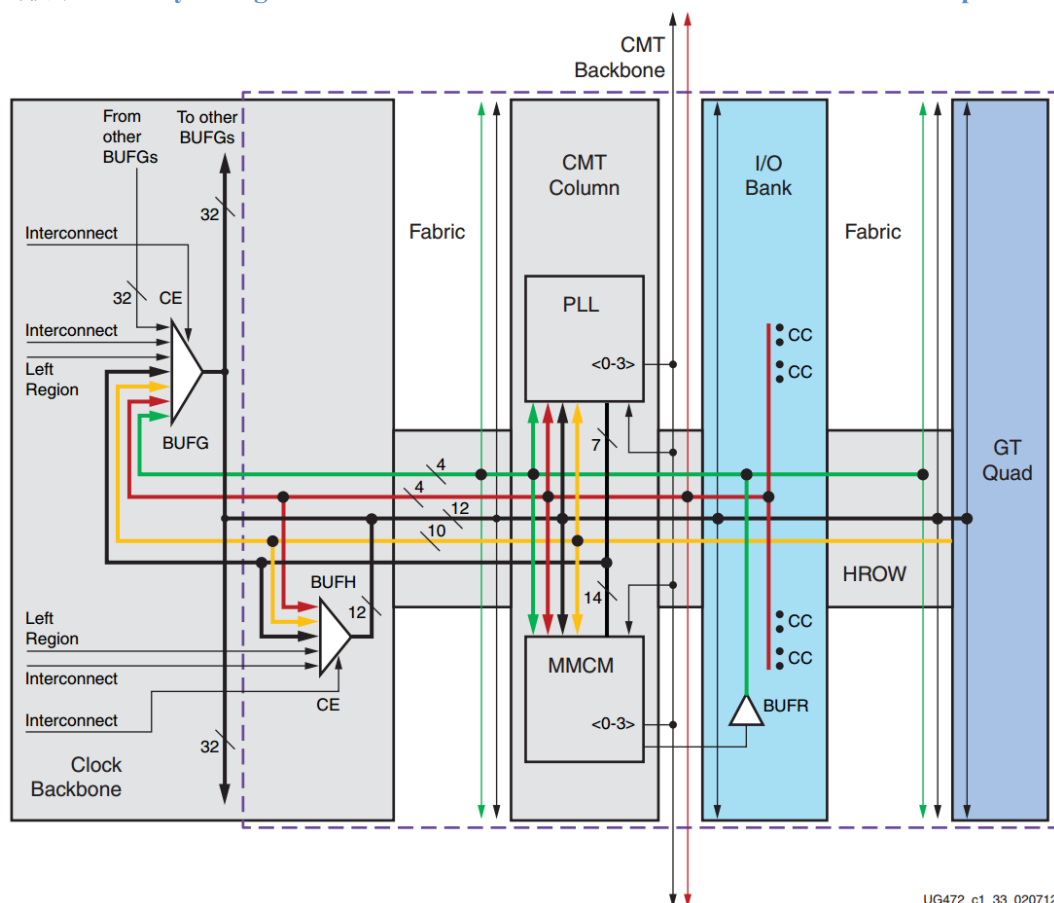 CMT
Backbone
From
other
BUFGs
To other
BUFGs
32
Interconnect
32
CE
Interconnect
Left
Region
BUFG
Fabric
CMT
Column
PLL
<0-3>
7
I/O
Bank
CC
CC
Fabric
GT
Quad
4
4
12
10
BUFH
12
14
HROW
Left
Region
Interconnect
CE
Interconnect
MMCM
<0-3>
CC
CC
BUFR
32
Clock
Backbone
UG472_c1_33_020712